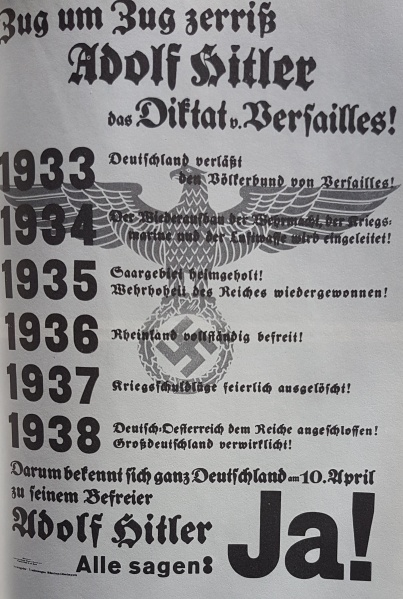 Zug um Zug zerriß
Adolf Hitler
das Diktat v. Versailles!
1933 Deutschland verläßt
den Völkerbund von Versailles!
1934 Der Wiederaufbau der Wehrmacht, der Kriegs-
marine und der Luftwaffe wird eingeleitet!
1935 Saargebiet heimgeholt!
Wehrhoheit des Reiches wiedergewonnen!
1936 Rheinland vollständig befreit!
1937 Kriegsschuldlüge feierlich ausgelöscht!
1938 Deutsch-Oesterreich dem Reiche angeschlossen!
Großdeutschland verwirklicht!
Darum bekennt sich ganz Deutschland am 10. April
zu seinem Befreier
Adolf Hitler
Alle sagen: Ja!